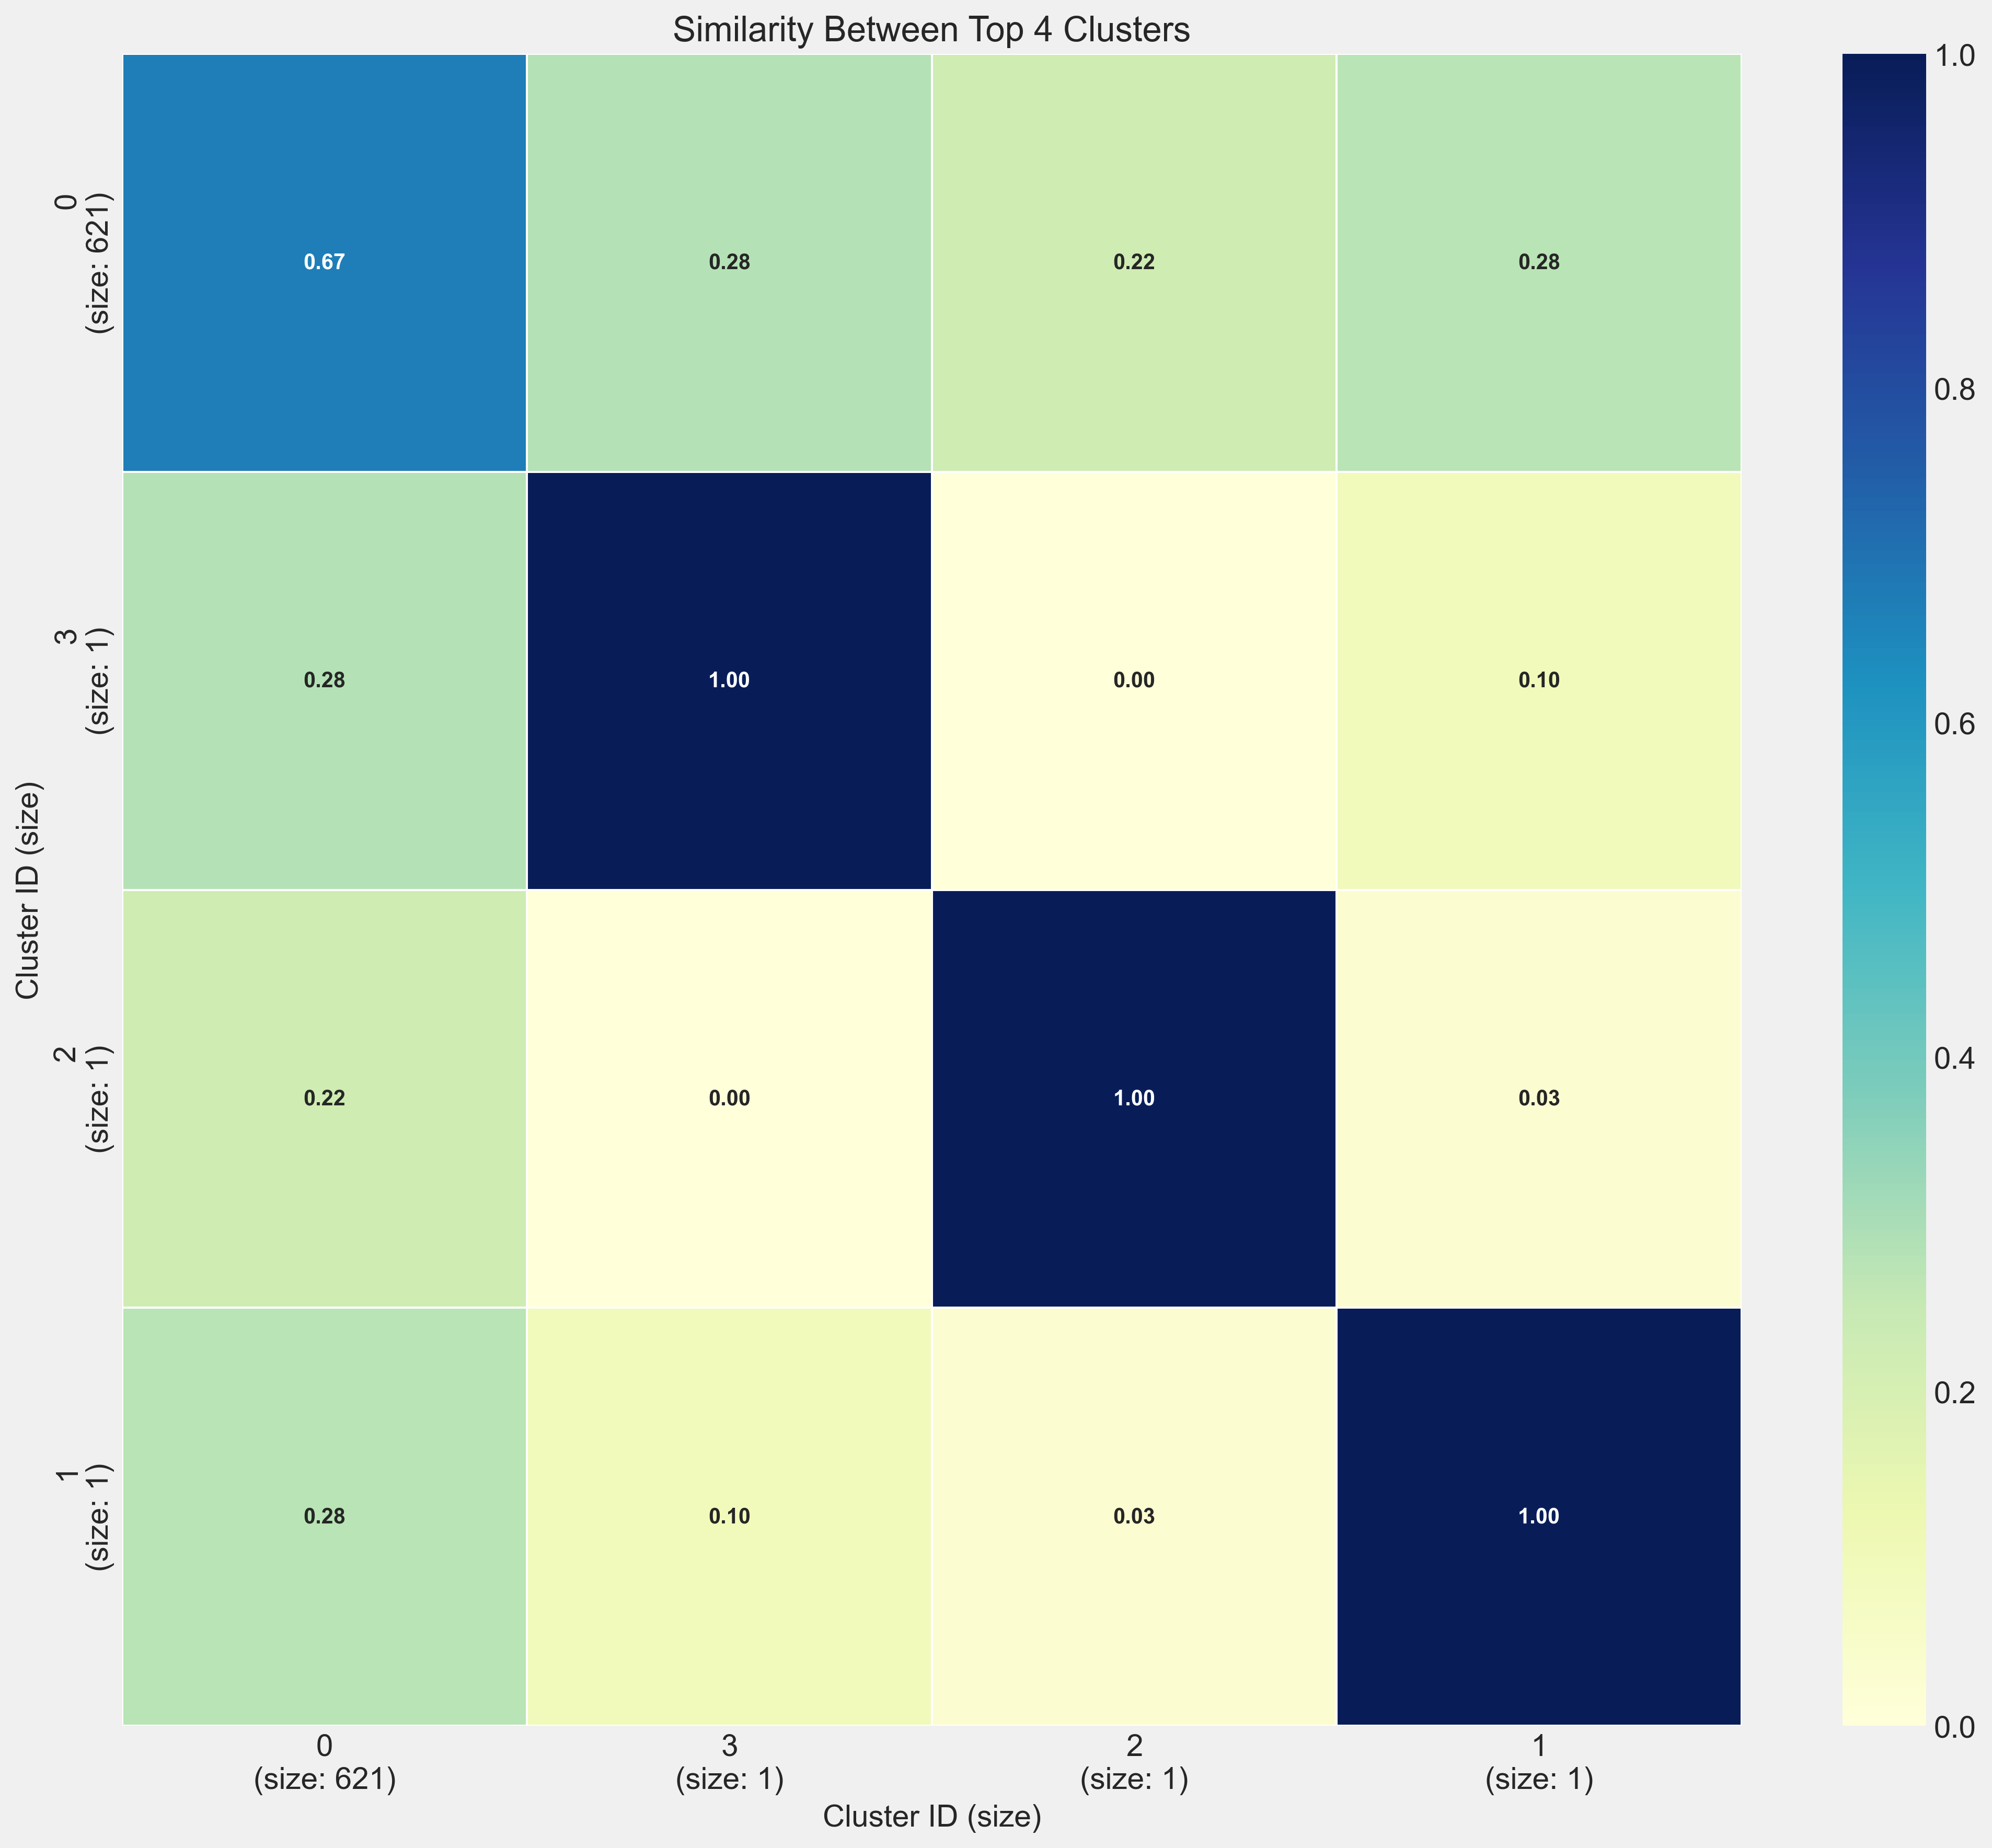 Similarity Between Top 4 Clusters
Cluster ID (size)
0
(size: 621)
0.67 0.28 0.22 0.28
3
(size: 1)
0.28 1.00 0.00 0.10
2
(size: 1)
0.22 0.00 1.00 0.03
1
(size: 1)
0.28 0.10 0.03 1.00
0 3 2 1
(size: 621) (size: 1) (size: 1) (size: 1)
Cluster ID (size)
1.0
0.8
0.6
0.4
0.2
0.0